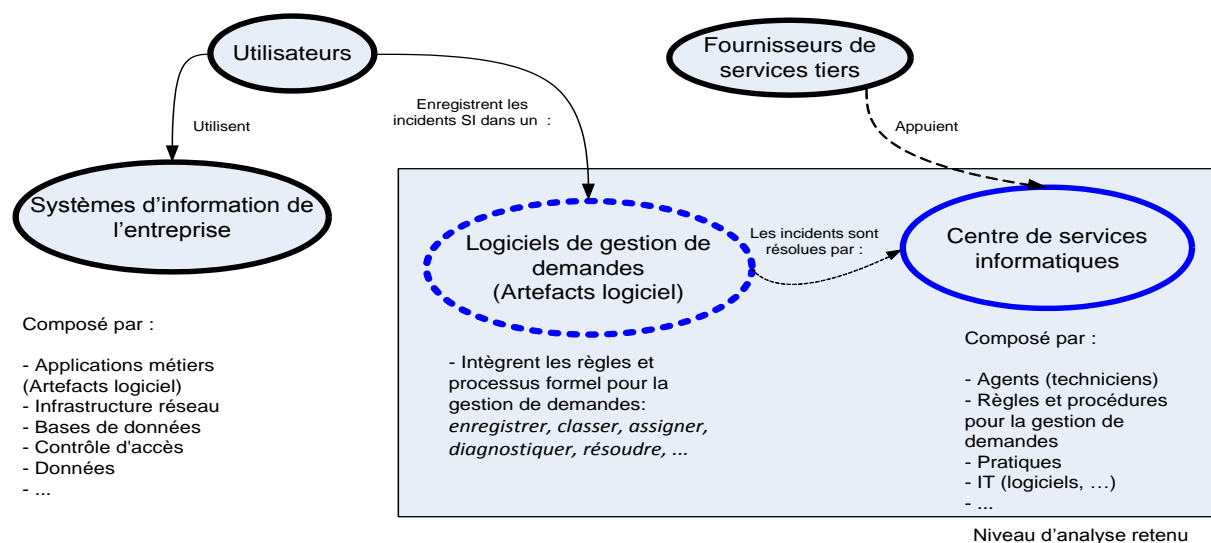 Utilisateurs
Fournisseurs de
services tiers
Enregistrent les
incidents SI dans un :
Utilisent
Appuient
Systèmes d'information de
l'entreprise
Logiciels de gestion de
demandes
(Artefacts logiciel)
Les incidents sont
résolues par :
Centre de services
informatiques
Composé par :
- Applications métiers
(Artefacts logiciel)
- Infrastructure réseau
- Bases de données
- Contrôle d'accès
- Données
- ...
- Intègrent les règles et
processus formel pour la
gestion de demandes:
enregistrer, classer, assigner,
diagnostiquer, résoudre, ...
Composé par :
- Agents (techniciens)
- Règles et procédures
pour la gestion de
demandes
- Pratiques
- IT (logiciels, …)
- ...
Niveau d'analyse retenu